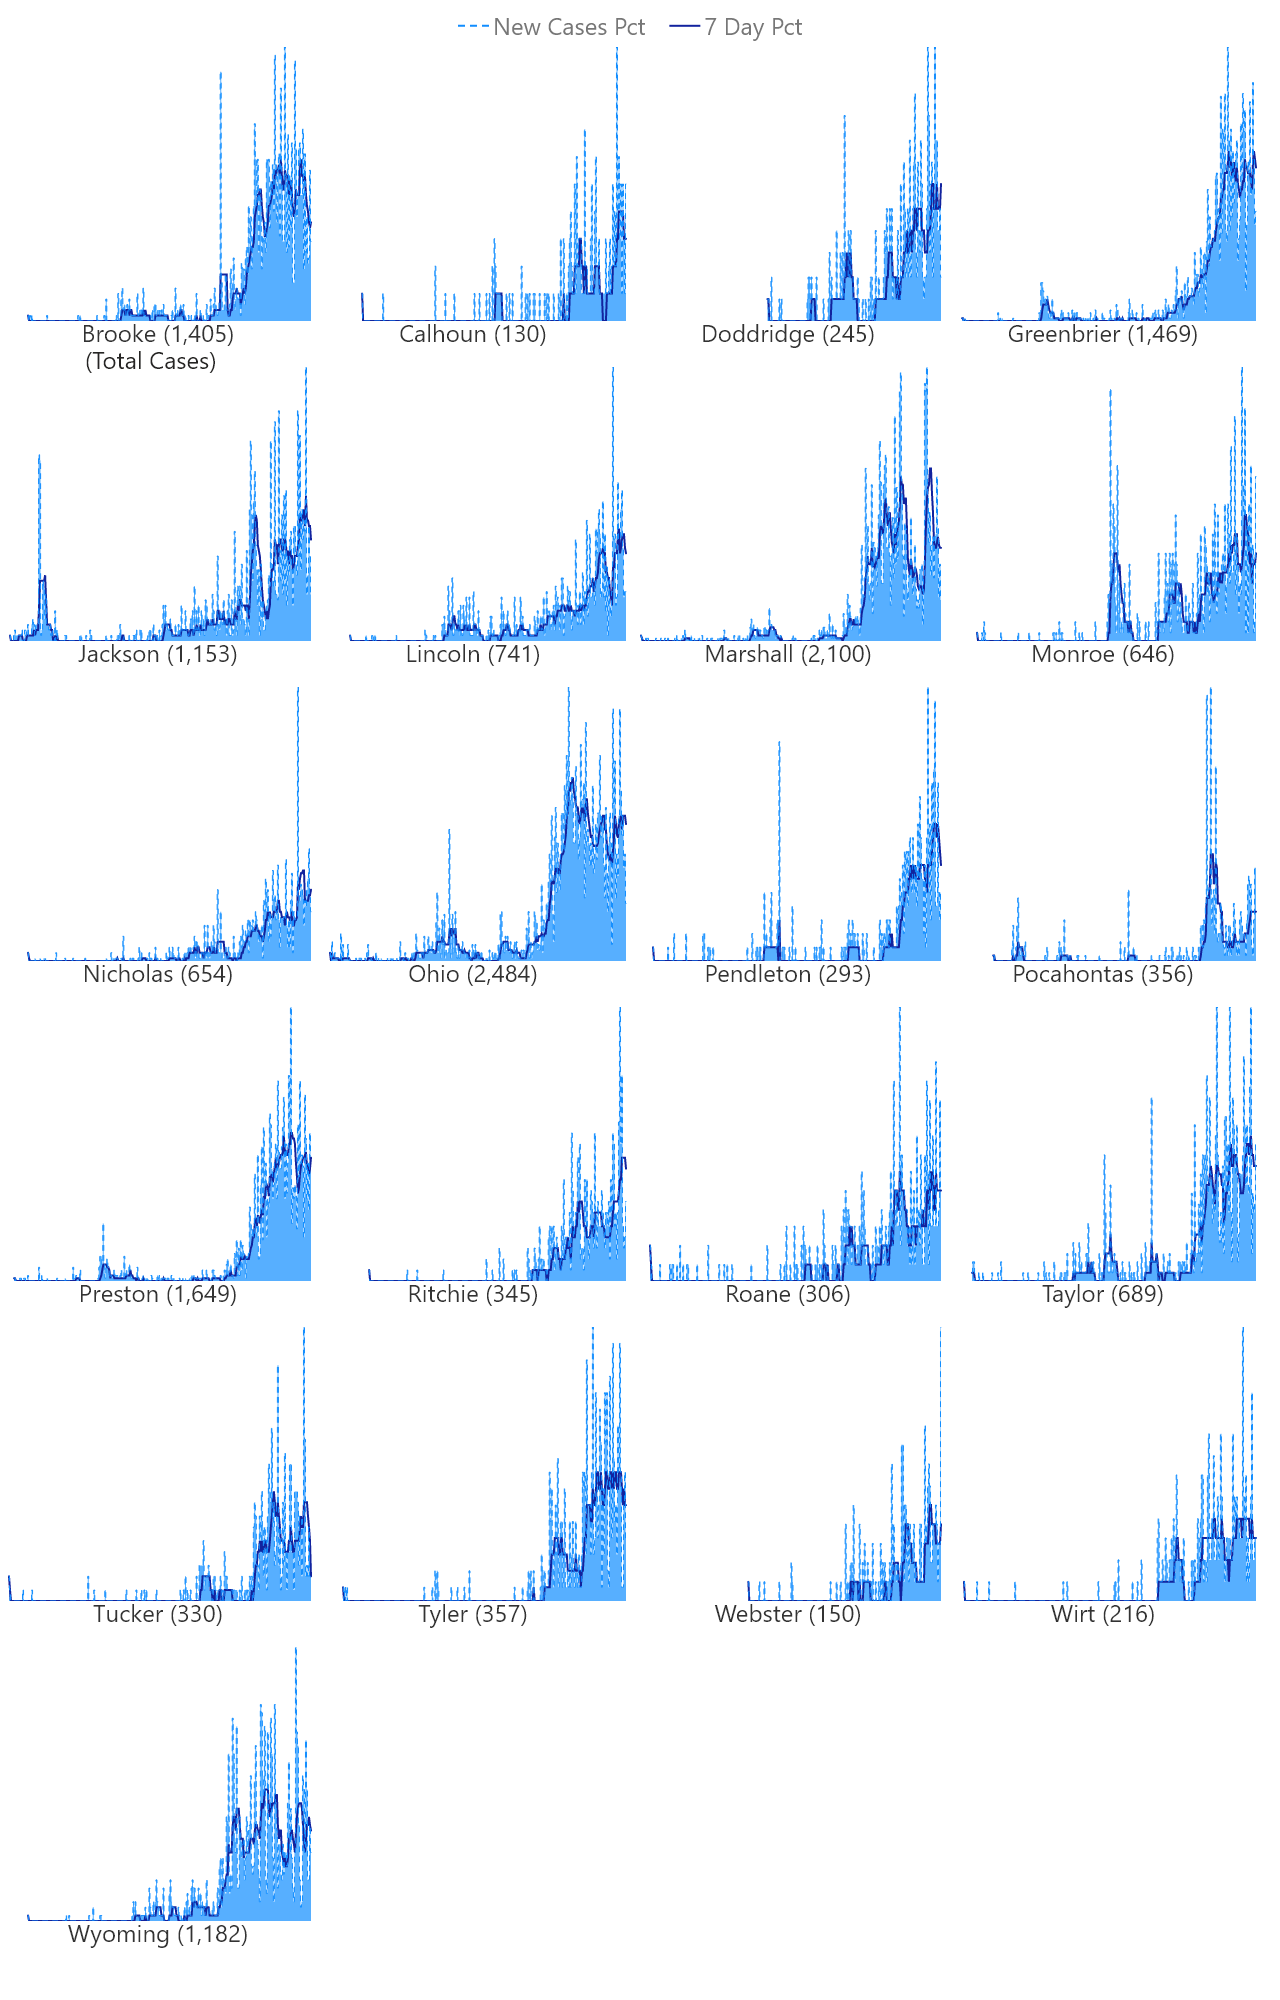 New Cases Pct 7 Day Pct
Brooke (1,405) Calhoun (130) Doddridge (245) Greenbrier (1,469)
(Total Cases)
Jackson (1,153) Lincoln (741) Marshall (2,100) Monroe (646)
Nicholas (654) Ohio (2,484) Pendleton (293) Pocahontas (356)
Preston (1,649) Ritchie (345) Roane (306) Taylor (689)
Tucker (330) Tyler (357) Webster (150) Wirt (216)
Wyoming (1,182)